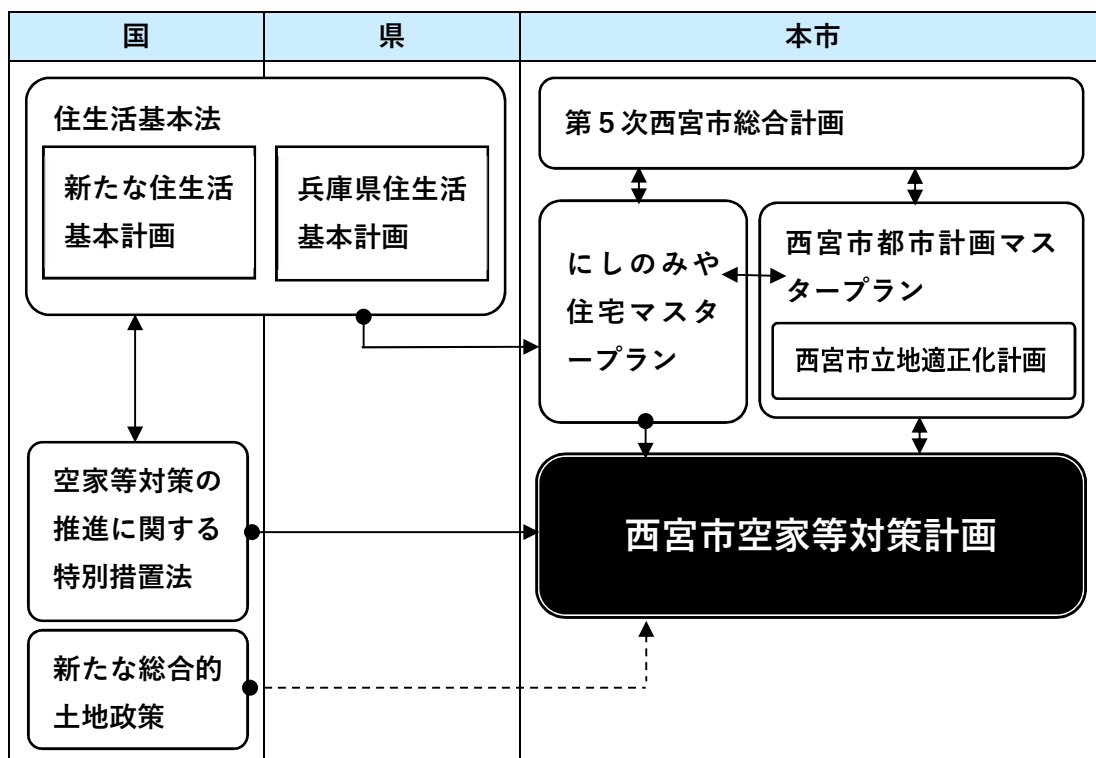 国
県
本市
住生活基本法
新たな住生活
基本計画
兵庫県住生活
基本計画
第５次西宮市総合計画
にしのみや
住宅マスタ
ープラン
西宮市都市計画マス
タープラン
西宮市立地適正化計画
空家等対策の
推進に関する
特別措置法
西宮市空家等対策計画
新たな総合的
土地政策